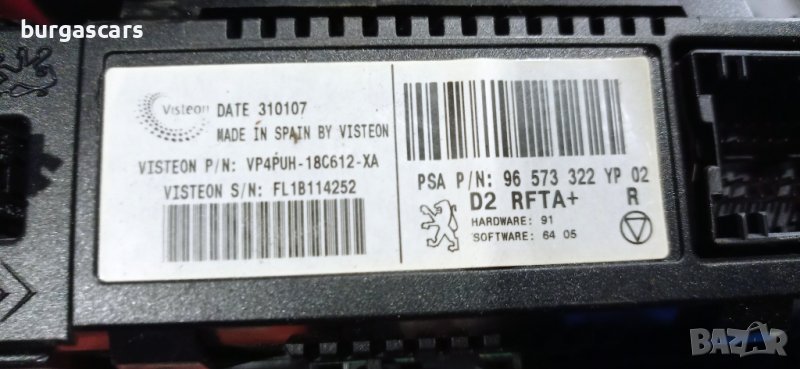 burgascars
Visteon
DATE 310107
MADE IN SPAIN BY VISTEON
VISTEON P/N: VP4PUH-18C612-XA
VISTEON S/N: FL1B114252
PSA P/N: 96 573 322 YP 02
D2 RFTA+ R
HARDWARE: 91
SOFTWARE: 64 05
BAZAR